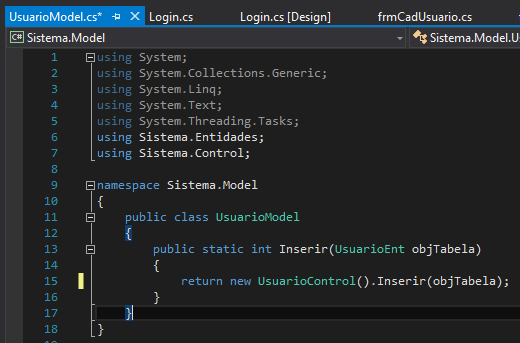 UsuarioModel.cs* Login.cs Login.cs [Design] frmCadUsuario.cs
C# Sistema.Model Sistema.Model.U
1 using System;
2 using System.Collections.Generic;
3 using System.Linq;
4 using System.Text;
5 using System.Threading.Tasks;
6 using Sistema.Entidades;
7 using Sistema.Control;
8
9 namespace Sistema.Model
10 {
11 public class UsuarioModel
12 {
13 public static int Inserir(UsuarioEnt objTabela)
14 {
15 return new UsuarioControl().Inserir(objTabela);
16 }
17 }
18 }